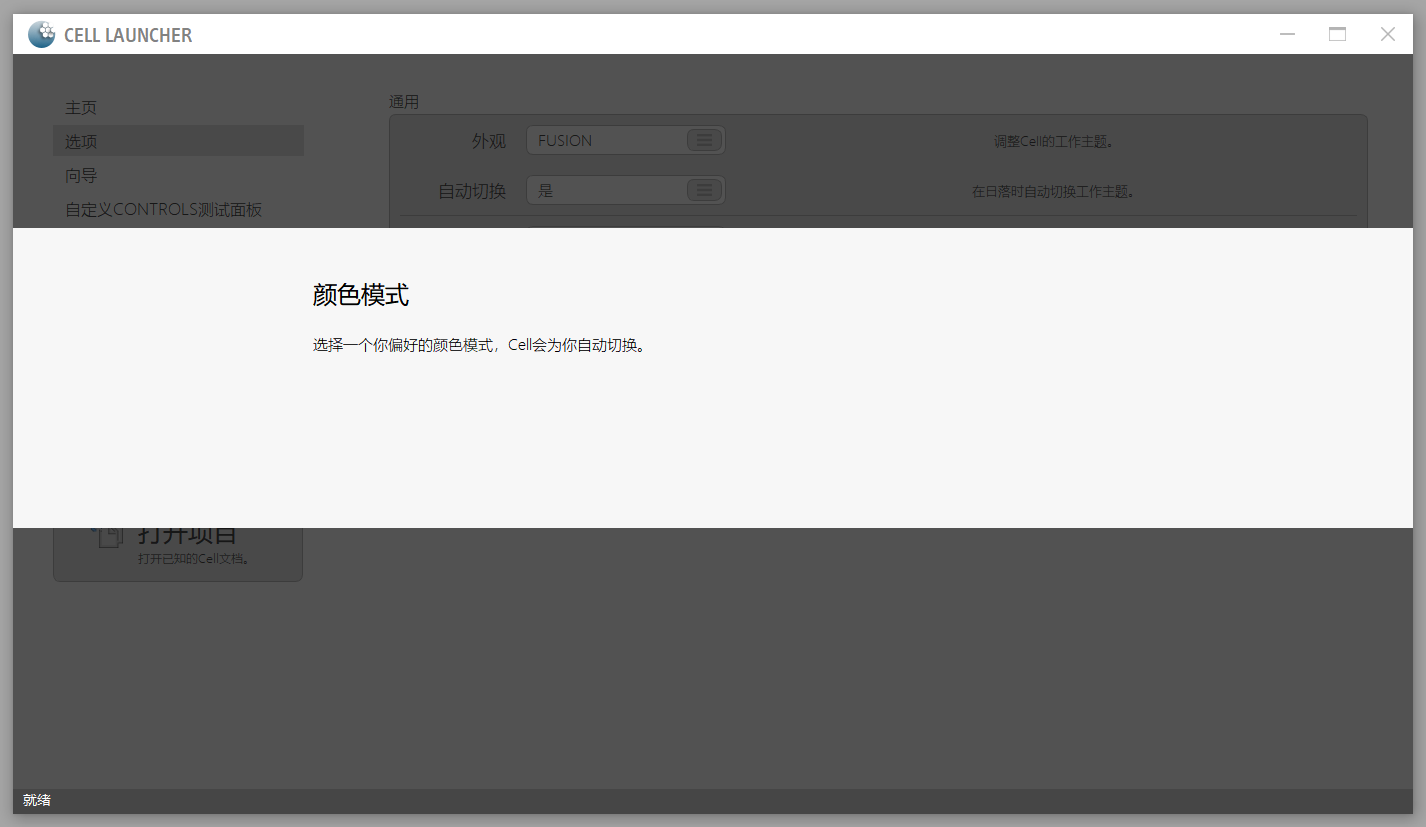 CELL LAUNCHER
主页
选项
向导
自定义CONTROLS测试面板
通用
外观
FUSION
调整Cell的工作主题。
自动切换
是
在日落时自动切换工作主题。
颜色模式
选择一个你偏好的颜色模式，Cell会为你自动切换。
打开项目
打开已知的Cell文档。
就绪